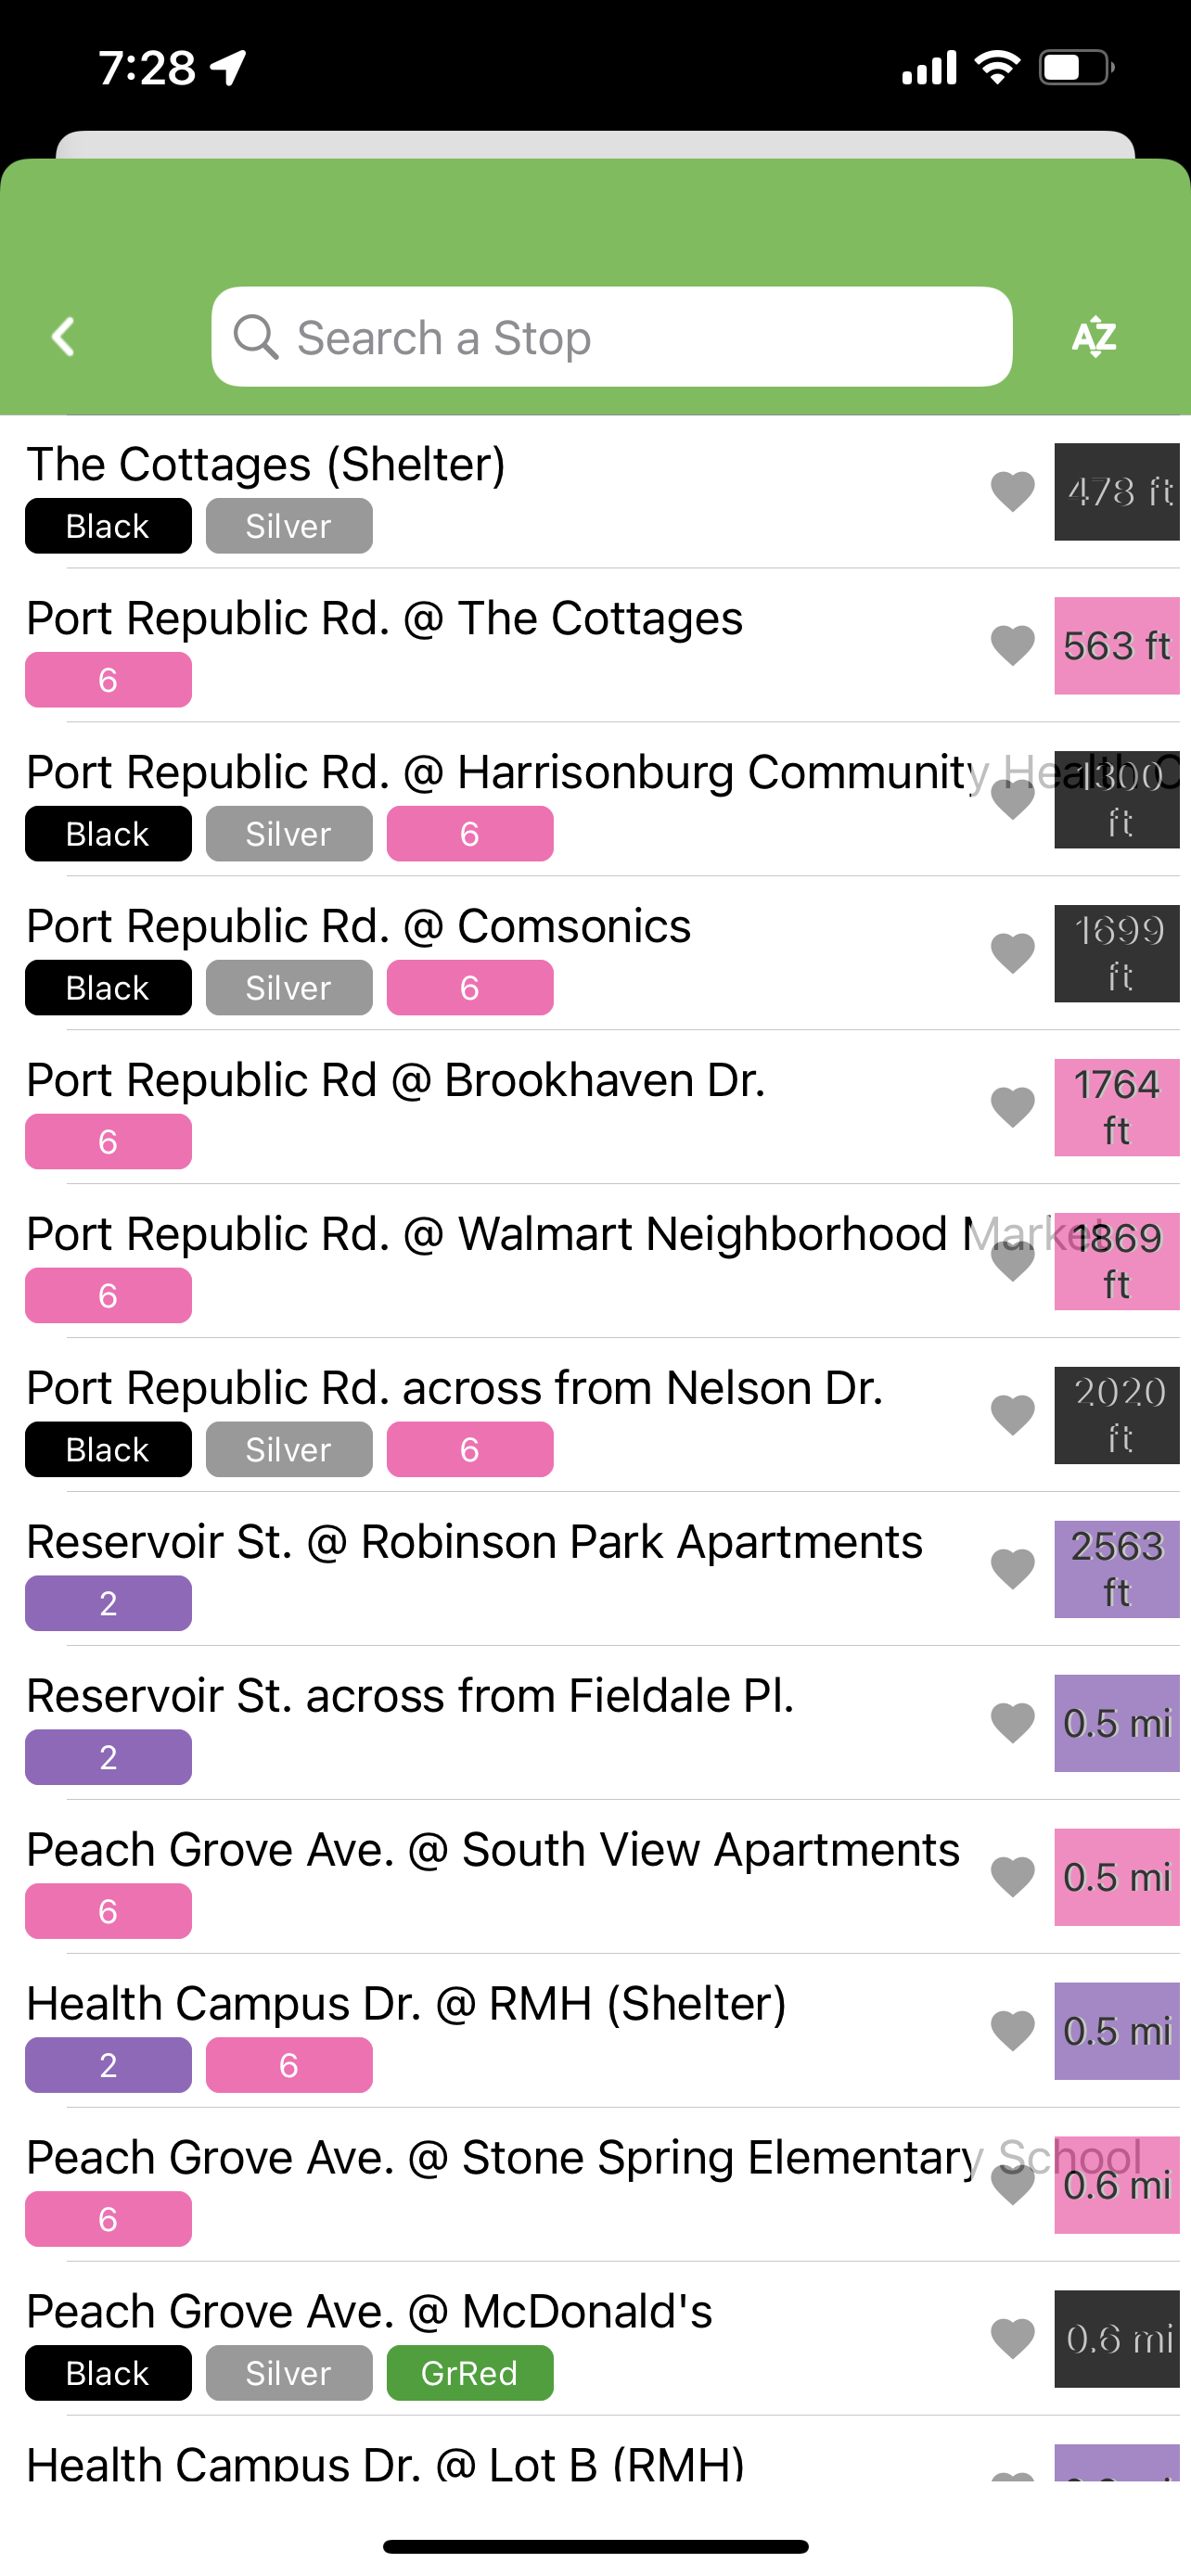 7:28
Search a Stop
AZ
The Cottages (Shelter)
Black Silver
478 ft
Port Republic Rd. @ The Cottages
6
563 ft
Port Republic Rd. @ Harrisonburg Community Health C
Black Silver 6
1300
ft
Port Republic Rd. @ Comsonics
Black Silver 6
1699
ft
Port Republic Rd @ Brookhaven Dr.
6
1764
ft
Port Republic Rd. @ Walmart Neighborhood Market
6
1869
ft
Port Republic Rd. across from Nelson Dr.
Black Silver 6
2020
ft
Reservoir St. @ Robinson Park Apartments
2
2563
ft
Reservoir St. across from Fieldale Pl.
2
0.5 mi
Peach Grove Ave. @ South View Apartments
6
0.5 mi
Health Campus Dr. @ RMH (Shelter)
2 6
0.5 mi
Peach Grove Ave. @ Stone Spring Elementary School
6
0.6 mi
Peach Grove Ave. @ McDonald's
Black Silver GrRed
0.6 mi
Health Campus Dr. @ Lot B (RMH)